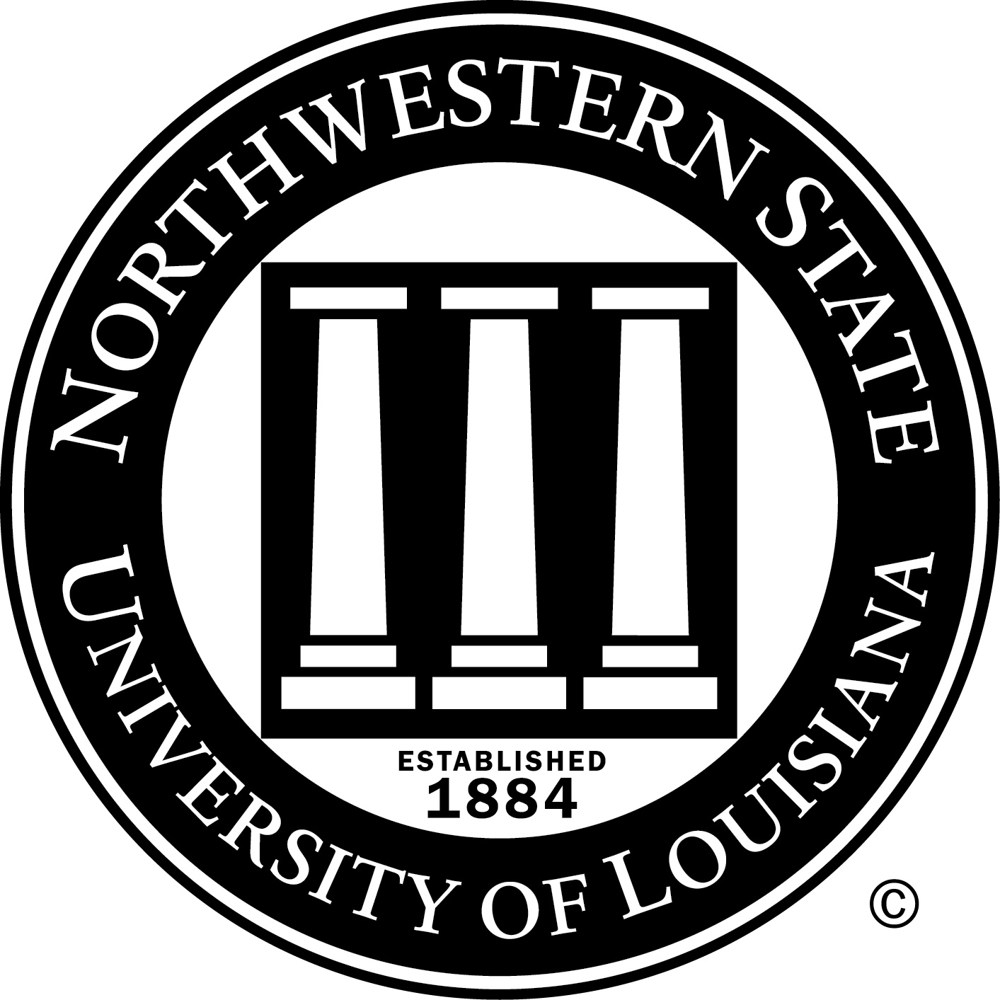 NORTHWESTERN STATE
ESTABLISHED
1884
UNIVERSITY OF LOUISIANA
©